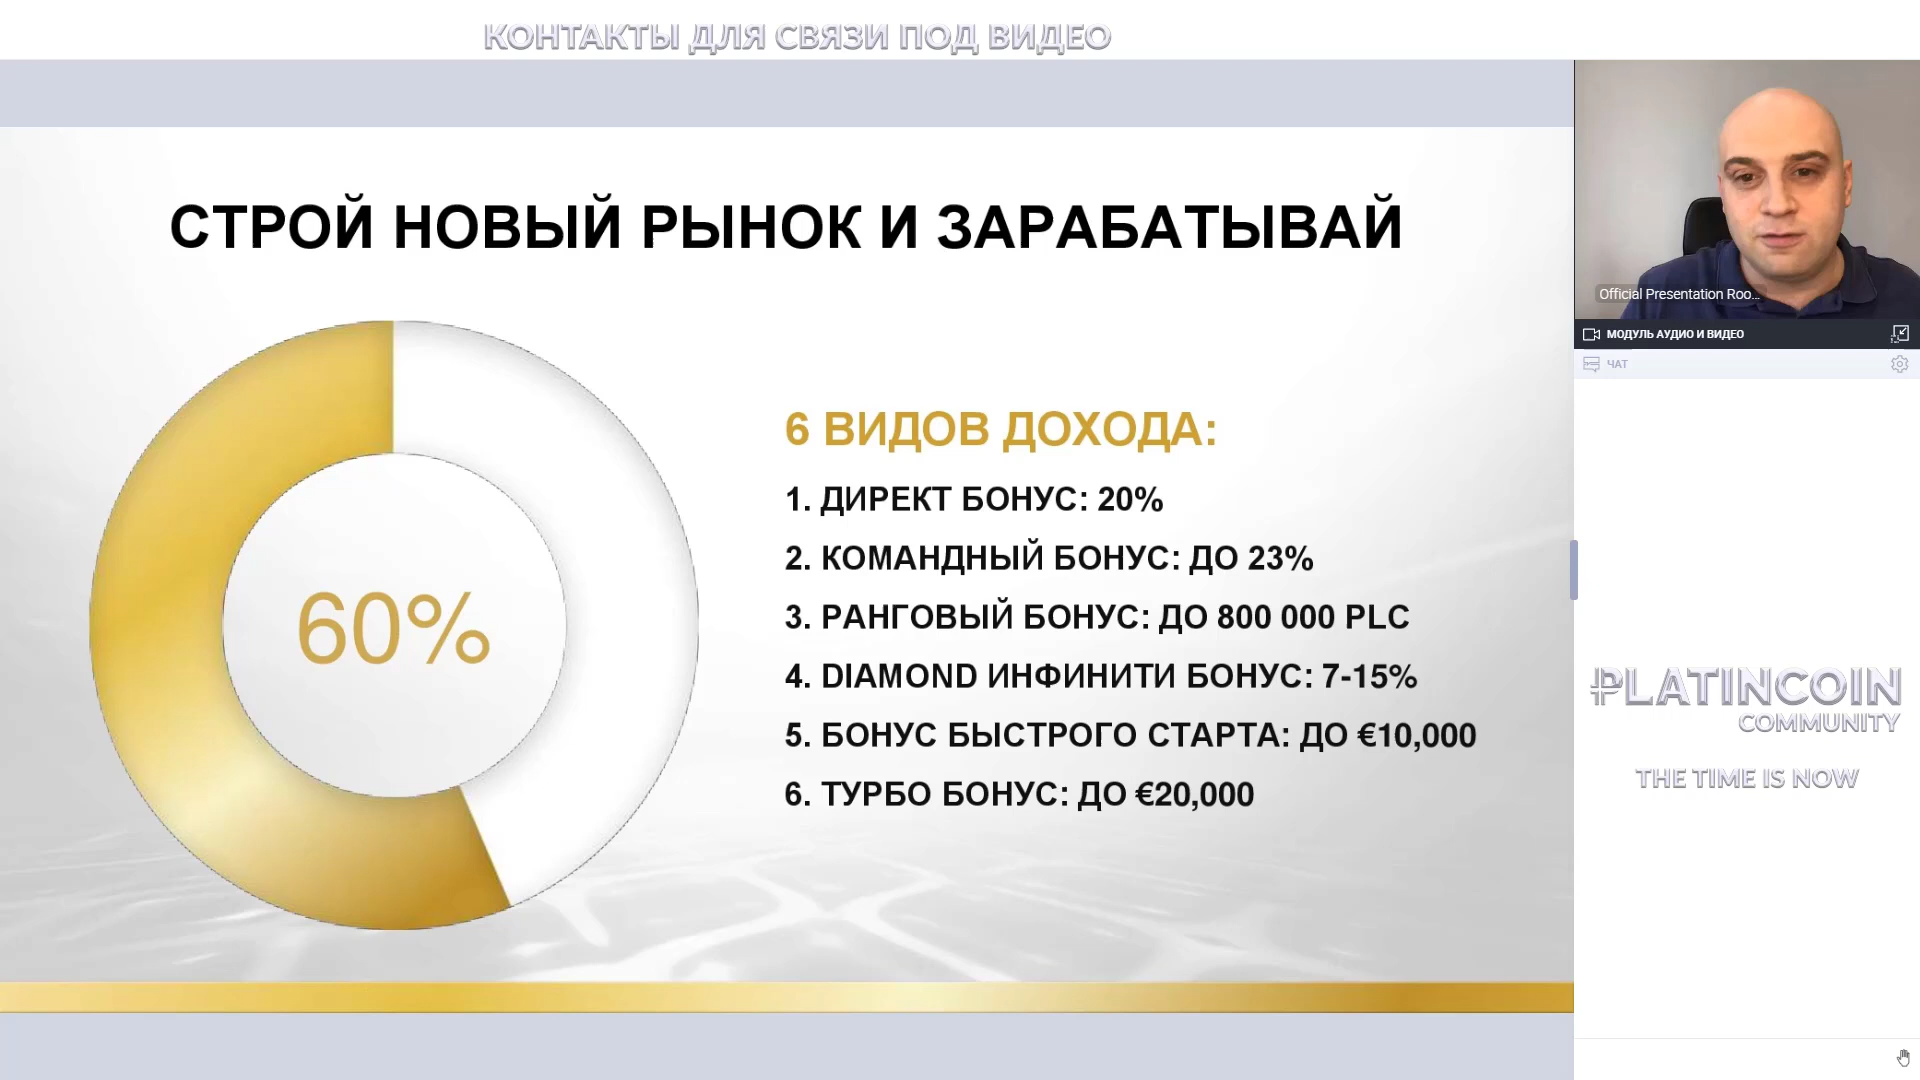 КОНТАКТЫ ДЛЯ СВЯЗИ ПОД ВИДЕО
СТРОЙ НОВЫЙ РЫНОК И ЗАРАБАТЫВАЙ
60%
6 ВИДОВ ДОХОДА:
1. ДИРЕКТ БОНУС: 20%
2. КОМАНДНЫЙ БОНУС: ДО 23%
3. РАНГОВЫЙ БОНУС: ДО 800 000 PLC
4. DIAMOND ИНФИНИТИ БОНУС: 7-15%
5. БОНУС БЫСТРОГО СТАРТА: ДО €10,000
6. ТУРБО БОНУС: ДО €20,000
Official Presentation Roo...
МОДУЛЬ АУДИО И ВИДЕО
ЧАТ
PLATINCOIN
COMMUNITY
THE TIME IS NOW